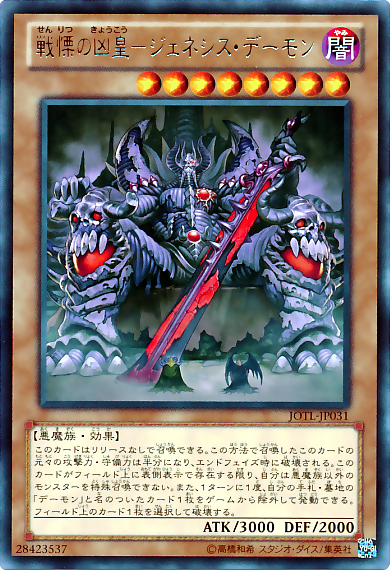 せんりつ きょうこう
戦慄の凶皇－ジェネシス・デーモン
やみ
闇
JOTL-JP031
【悪魔族・効果】
このカードはリリースなしで召喚できる。この方法で召喚したこのカードの
元々の攻撃力・守備力は半分になり、エンドフェイズ時に破壊される。この
カードがフィールド上に表側表示で存在する限り、自分は悪魔族以外の
モンスターを特殊召喚できない。また、1ターンに1度、自分の手札・墓地の
「デーモン」と名のついたカード1枚をゲームから除外して発動できる。
フィールド上のカード1枚を選択して破壊する。
ATK/3000 DEF/2000
28423537
©高橋和希 スタジオ・ダイス/集英社